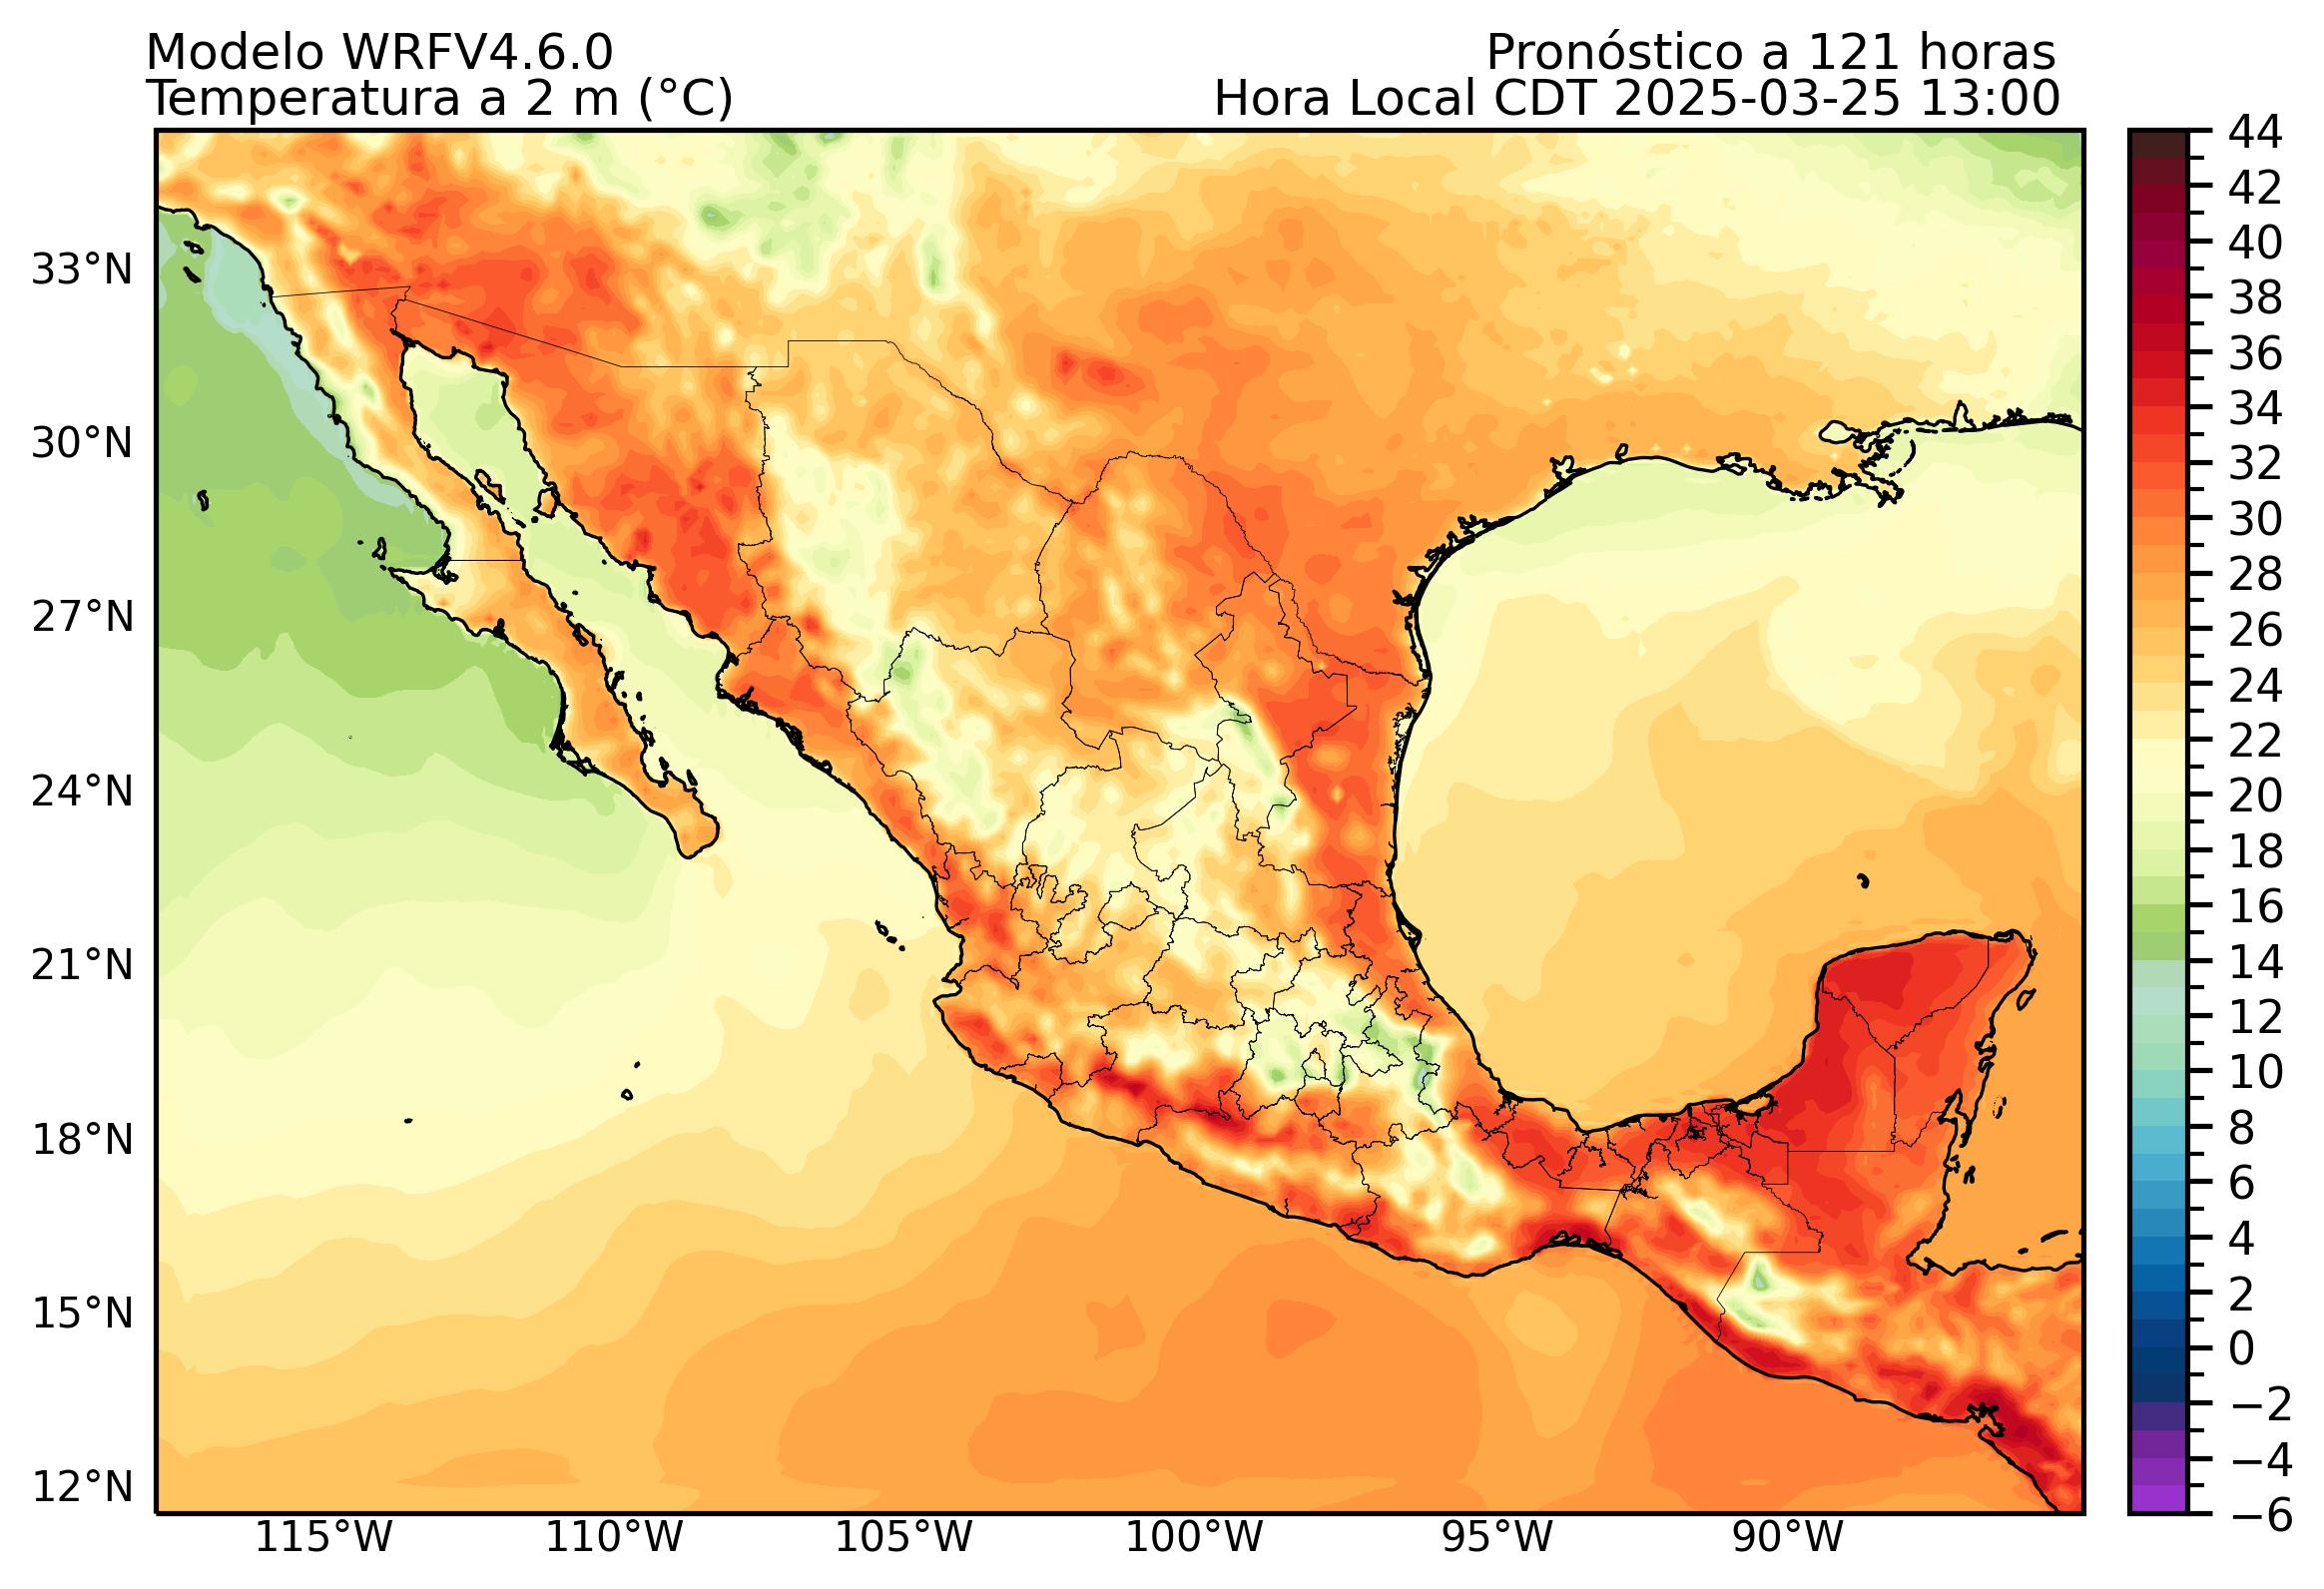 Modelo WRFV4.6.0
Pronóstico a 121 horas
Temperatura a 2 m (°C)
Hora Local CDT 2025-03-25 13:00
44
42
40
38
36
34
32
30
28
26
24
22
20
18
16
14
12
10
8
6
4
2
0
−2
−4
−6
33°N
30°N
27°N
24°N
21°N
18°N
15°N
12°N
115°W 110°W 105°W 100°W 95°W 90°W